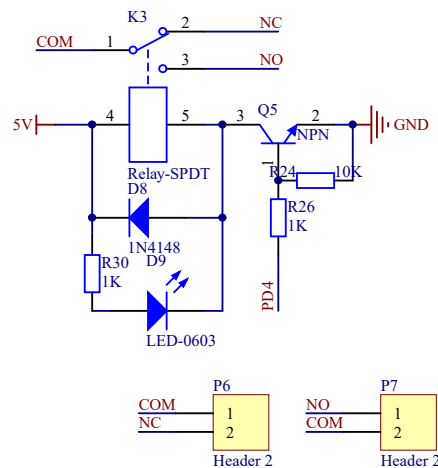 K3
COM 1 2 NC
3 NO
5V 4 5 3 Q5 NPN 2 GND
Relay-SPDT
1
R24 10K
D8
1N4148
R26
1K
D9
R30
1K
PD4
LED-0603
P6
COM 1
NC 2
Header 2
P7
NO 1
COM 2
Header 2